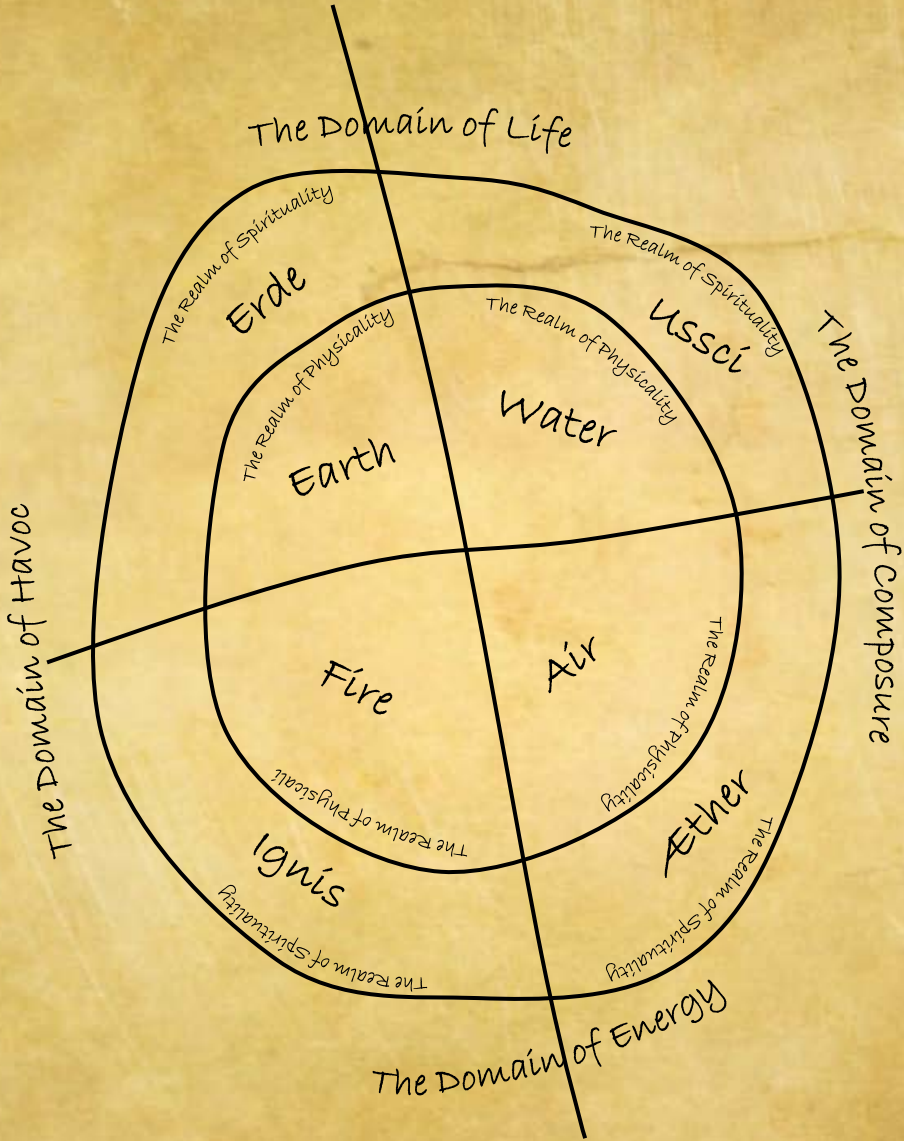 The Domain of Life
The Realm of Spirituality
Erde
The Realm of Spirituality
Ussci
The Realm of Physicality
Earth
The Realm of Physicality
Water
The Domain of Havoc
The Domain of Composure
Fire
The Realm of Physicali
Air
The Realm of Physicality
Ignis
The Realm of Spirituality
Æther
The Realm of Spirituality
The Domain of Energy